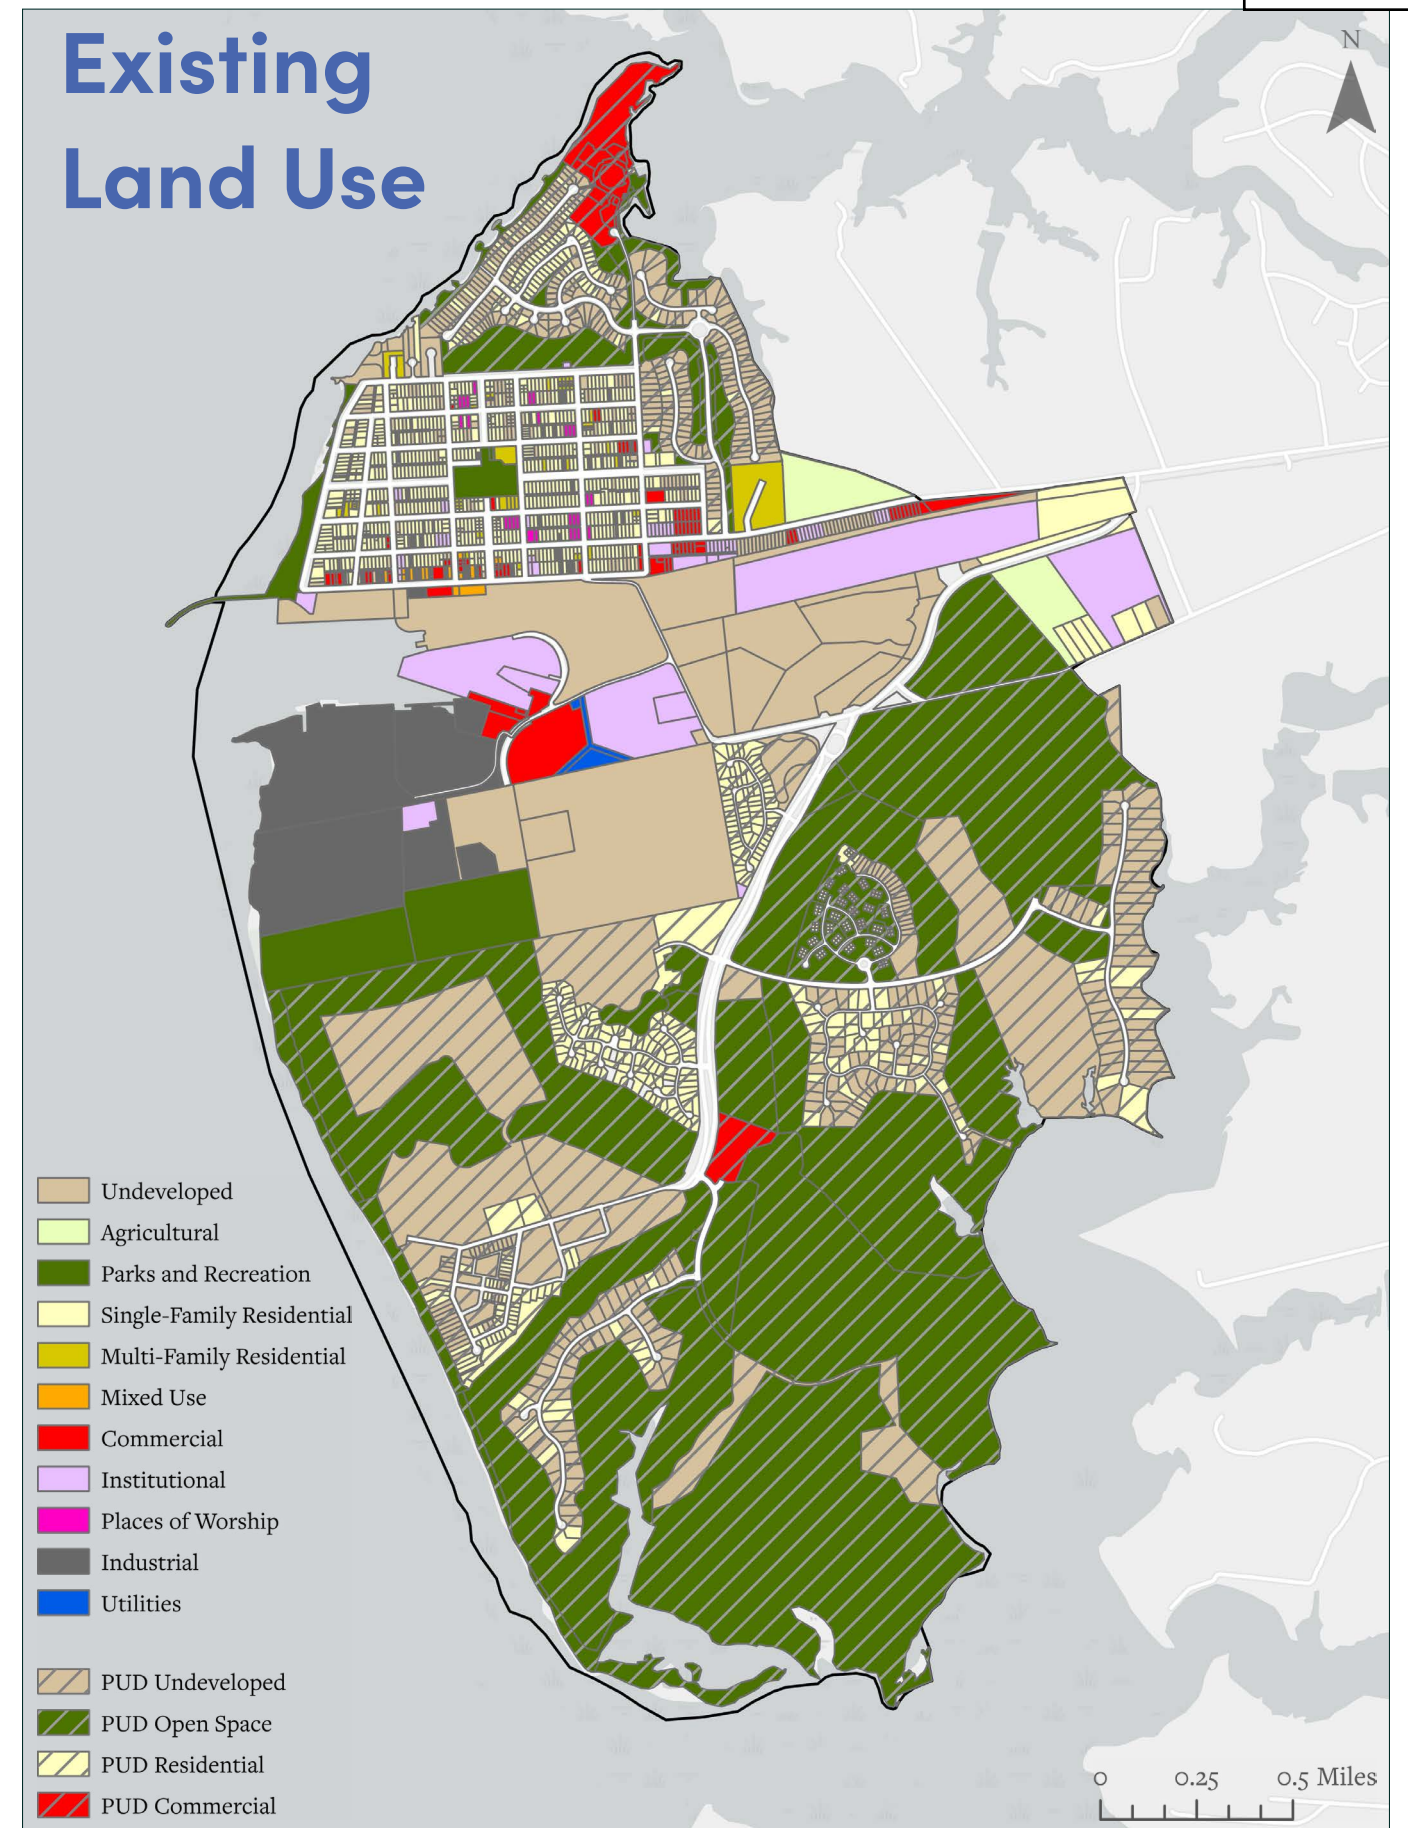 Existing
Land Use
N
Undeveloped
Agricultural
Parks and Recreation
Single-Family Residential
Multi-Family Residential
Mixed Use
Commercial
Institutional
Places of Worship
Industrial
Utilities
PUD Undeveloped
PUD Open Space
PUD Residential
PUD Commercial
0 0.25 0.5 Miles